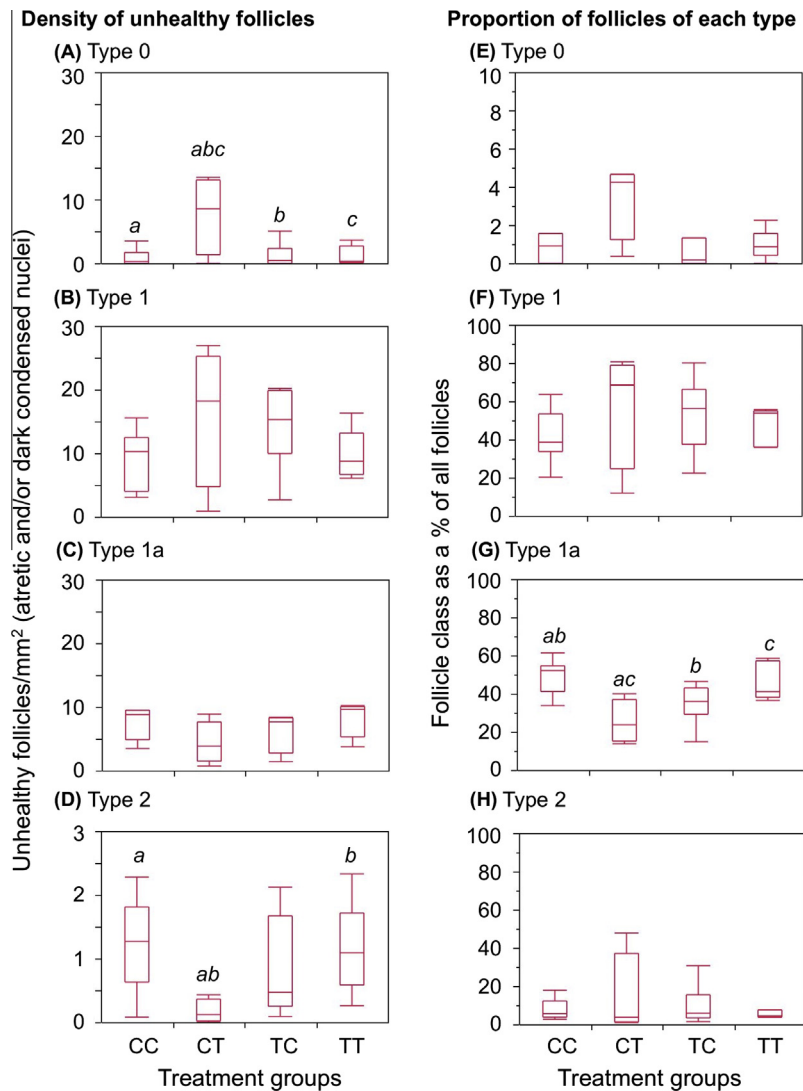 Density of unhealthy follicles
Proportion of follicles of each type
(A) Type 0
30
20
10
0
a
abc
b
c
(E) Type 0
10
8
6
4
2
0
(B) Type 1
30
20
10
0
(F) Type 1
100
80
60
40
20
0
(C) Type 1a
30
20
10
0
(G) Type 1a
100
80
60
40
20
0
ab
ac
b
c
(D) Type 2
3
2
1
0
a
ab
b
(H) Type 2
100
80
60
40
20
0
CC CT TC TT
CC CT TC TT
Treatment groups
Treatment groups
Unhealthy follicles/mm² (atretic and/or dark condensed nuclei)
Follicle class as a % of all follicles